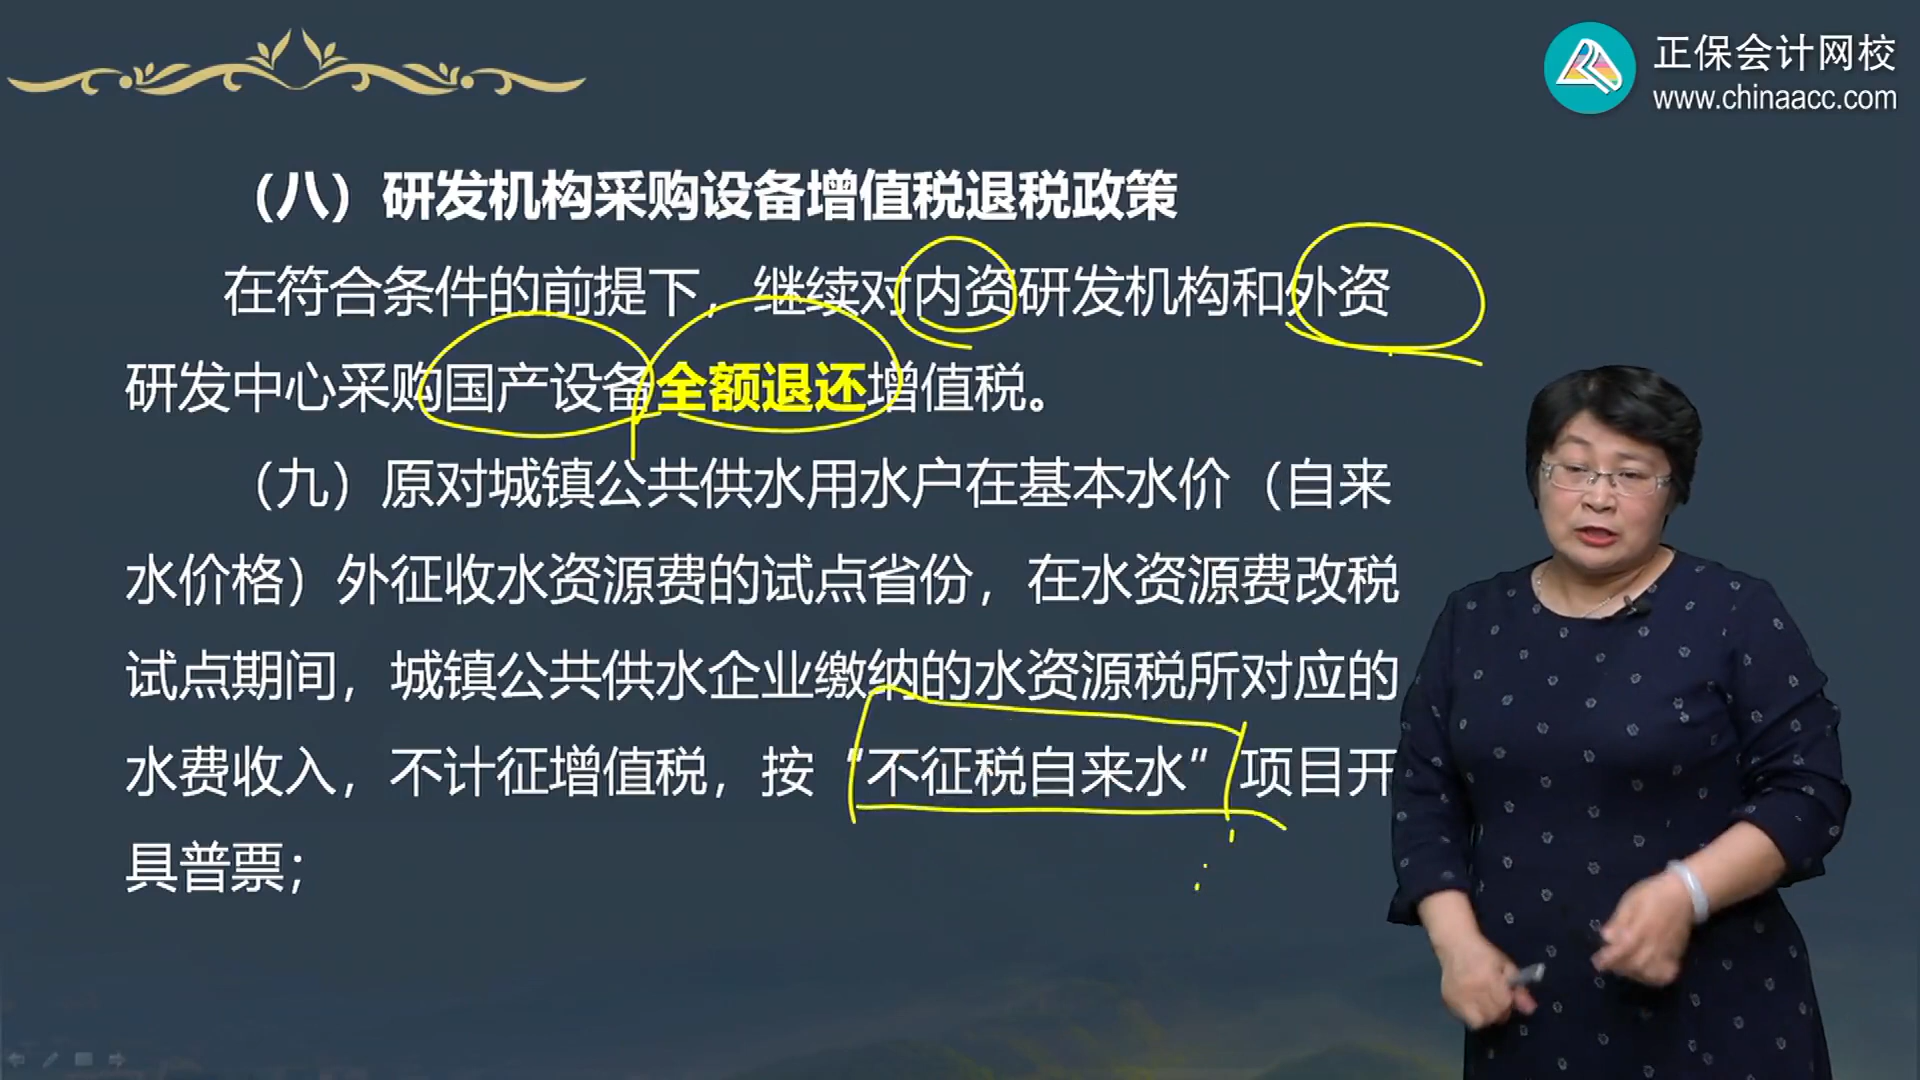 正保会计网校
www.chinaacc.com
（八）研发机构采购设备增值税退税政策
在符合条件的前提下，继续对内资研发机构和外资
研发中心采购国产设备全额退还增值税。
（九）原对城镇公共供水用水户在基本水价（自来
水价格）外征收水资源费的试点省份，在水资源费改税
试点期间，城镇公共供水企业缴纳的水资源税所对应的
水费收入，不计征增值税，按“不征税自来水”项目开
具普票；